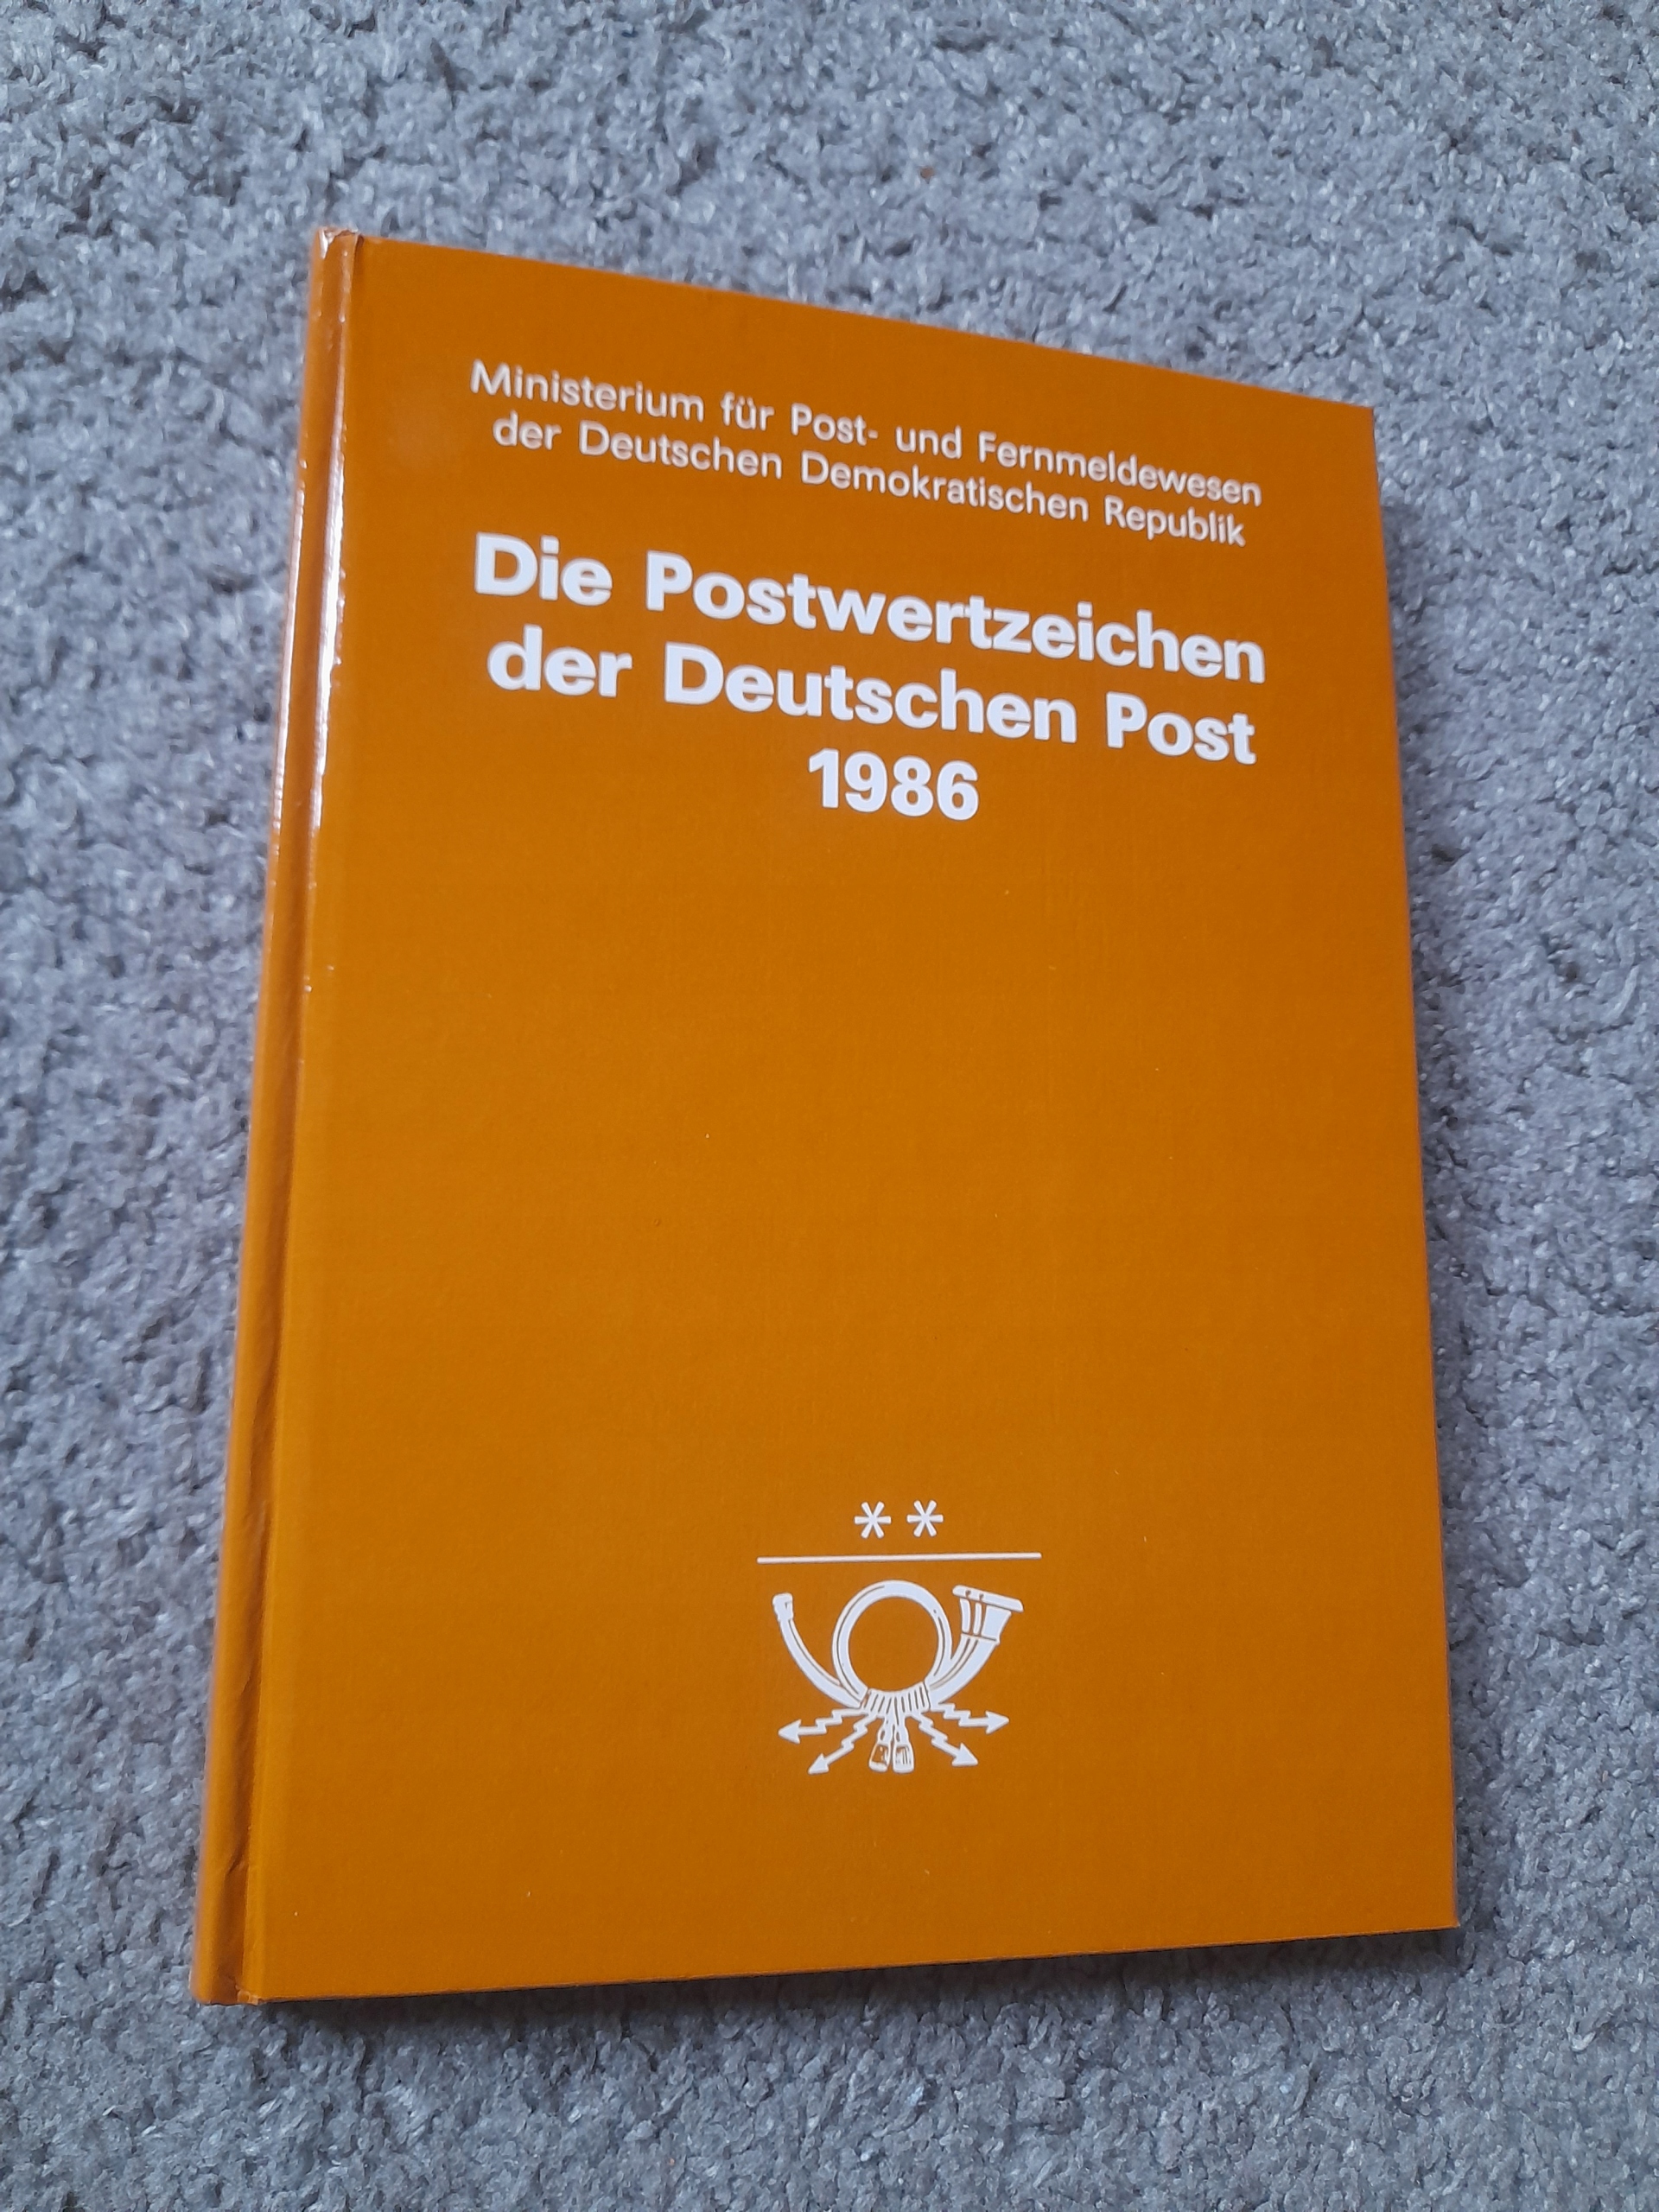 Ministerium für Post- und Fernmeldewesen
der Deutschen Demokratischen Republik
Die Postwertzeichen
der Deutschen Post
1986
**